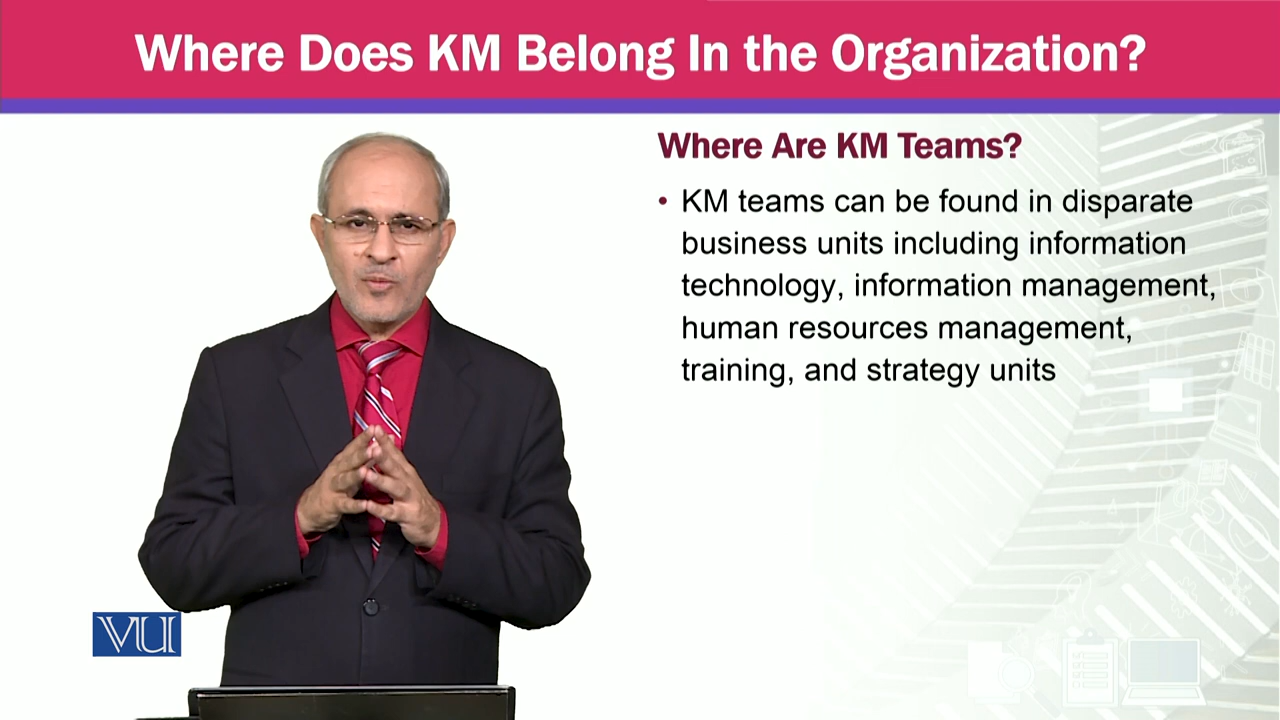 Where Does KM Belong In the Organization?
Where Are KM Teams?
• KM teams can be found in disparate
business units including information
technology, information management,
human resources management,
training, and strategy units
VU